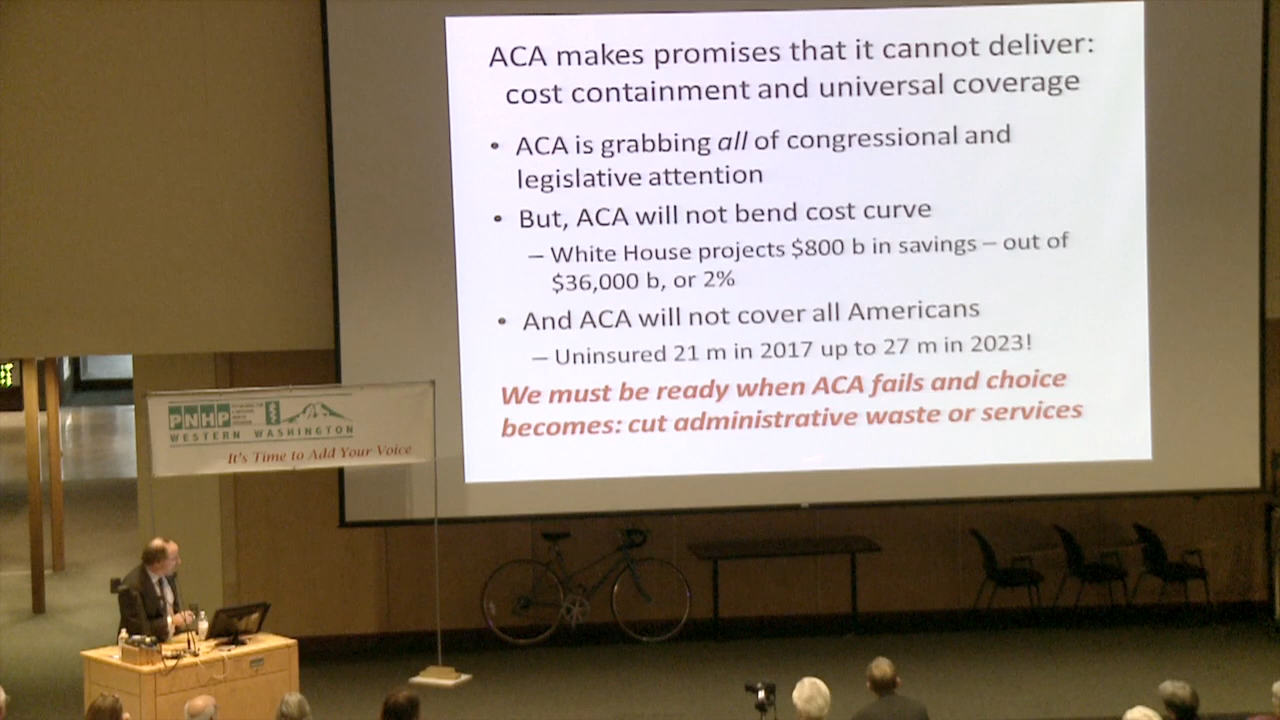 ACA makes promises that it cannot deliver:
cost containment and universal coverage
• ACA is grabbing all of congressional and
legislative attention
• But, ACA will not bend cost curve
– White House projects $800 b in savings – out of
$36,000 b, or 2%
• And ACA will not cover all Americans
– Uninsured 21 m in 2017 up to 27 m in 2023!
We must be ready when ACA fails and choice
becomes: cut administrative waste or services
PNHP
WESTERN WASHINGTON
It's Time to Add Your Voice